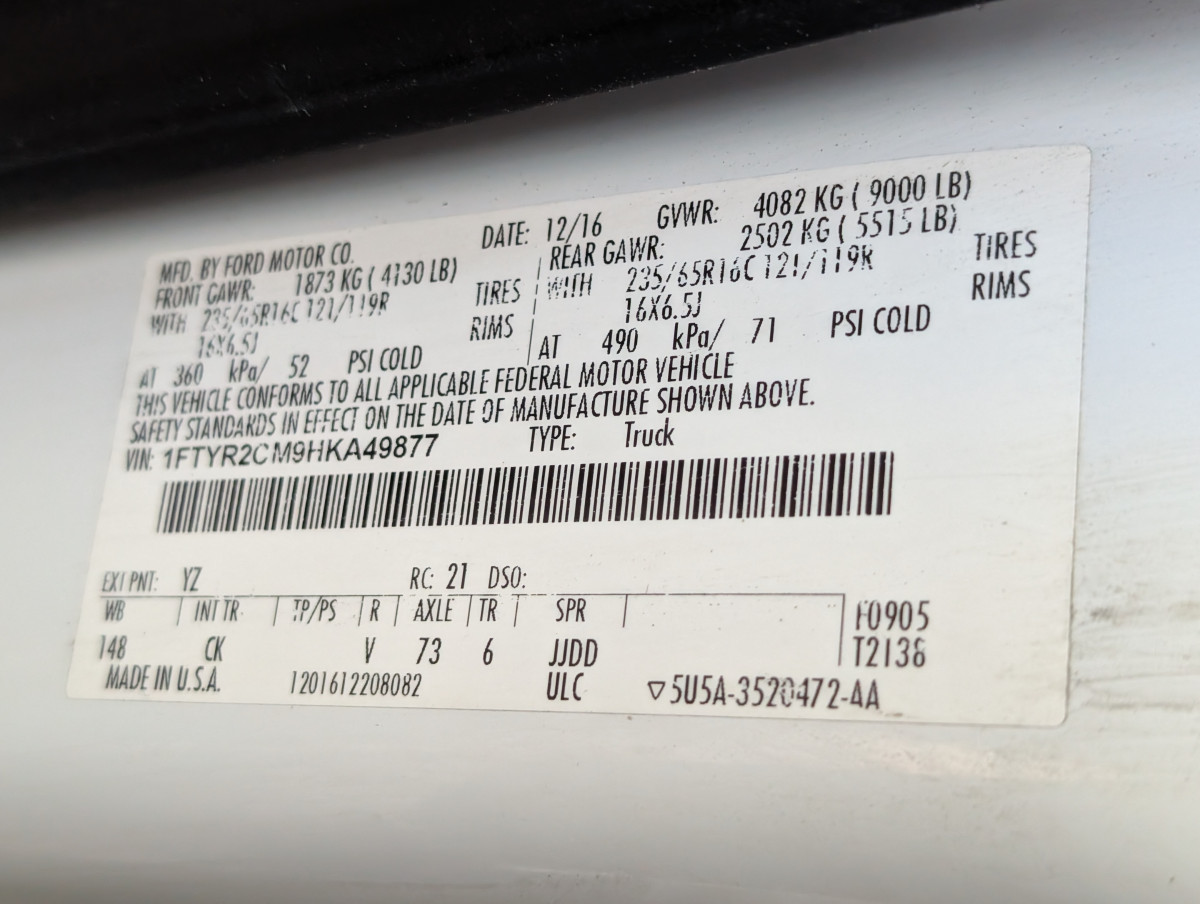 MFD. BY FORD MOTOR CO. DATE: 12/16 GVWR: 4082 KG ( 9000 LB)
FRONT GAWR: 1873 KG ( 4130 LB) REAR GAWR: 2502 KG ( 5515 LB)
WITH 235/65R16C 121/119R TIRES WITH 235/65R16C 121/119R TIRES
16X6.5J RIMS 16X6.5J RIMS
AT 360 kPa/ 52 PSI COLD AT 490 kPa/ 71 PSI COLD
THIS VEHICLE CONFORMS TO ALL APPLICABLE FEDERAL MOTOR VEHICLE
SAFETY STANDARDS IN EFFECT ON THE DATE OF MANUFACTURE SHOWN ABOVE.
VIN: 1FTYR2CM9HKA49877 TYPE: Truck
EXT PNT: YZ RC: 21 DSO:
WB INT TR TP/PS R AXLE TR SPR F0905
148 CK V 73 6 JJDD T2138
MADE IN U.S.A. 1201612208082 ULC ▽5U5A-3520472-AA